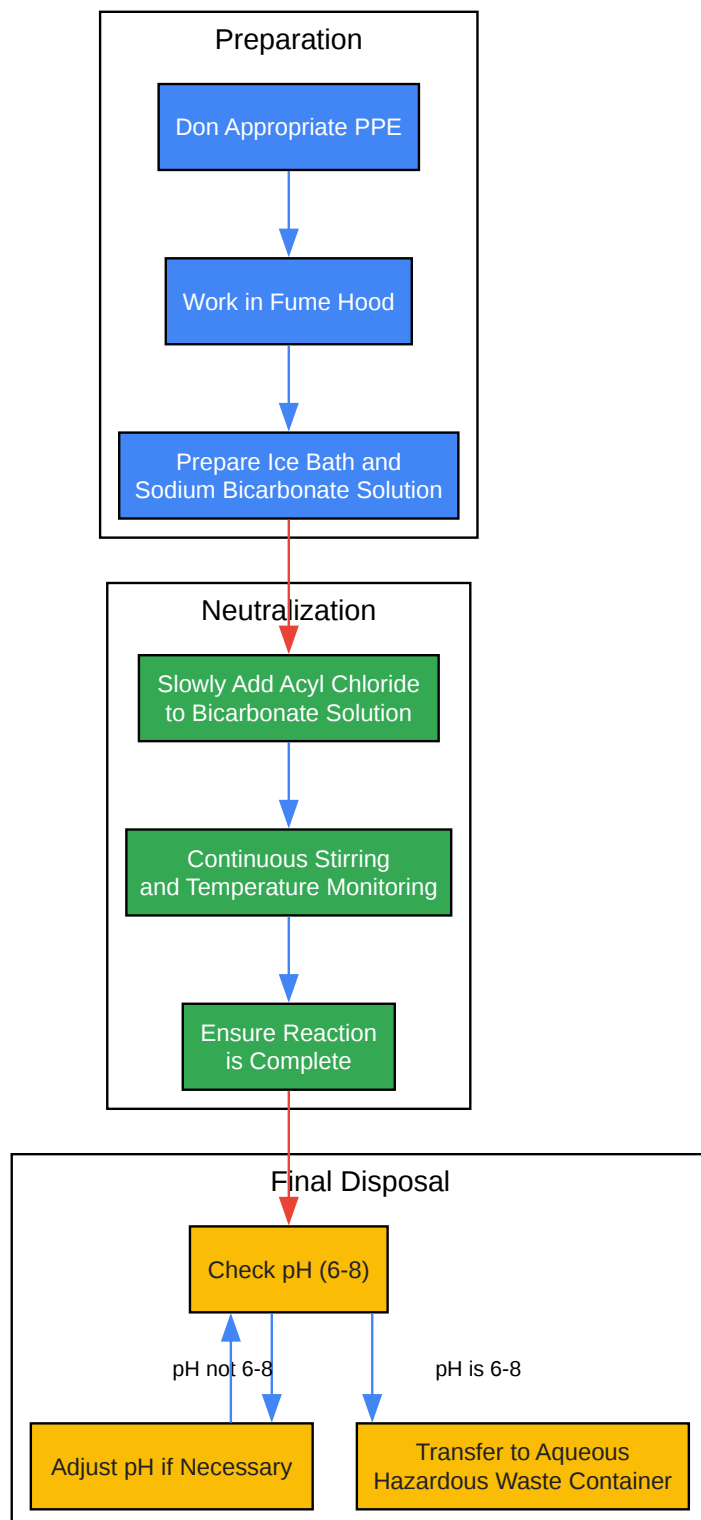 Preparation
Don Appropriate PPE
Work in Fume Hood
Prepare Ice Bath and
Sodium Bicarbonate Solution
Neutralization
Slowly Add Acyl Chloride
to Bicarbonate Solution
Continuous Stirring
and Temperature Monitoring
Ensure Reaction
is Complete
Final Disposal
Check pH (6-8)
pH not 6-8
pH is 6-8
Adjust pH if Necessary
Transfer to Aqueous
Hazardous Waste Container